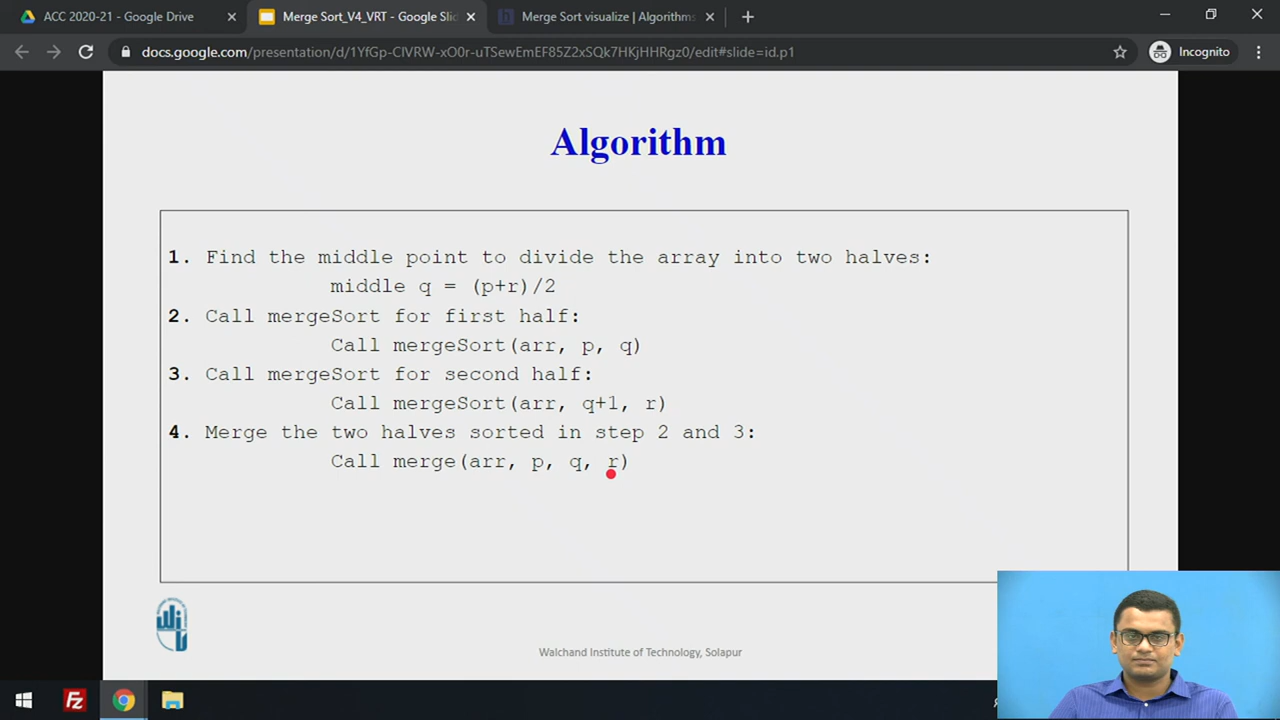 ACC 2020-21 - Google Drive
Merge Sort_V4_VRT - Google Slid
Merge Sort visualize | Algorithms
docs.google.com/presentation/d/1YfGp-CIVRW-xO0r-uTSewEmEF85Z2xSQk7HKjHHRgz0/edit#slide=id.p1
Incognito
Algorithm
1. Find the middle point to divide the array into two halves:
middle q = (p+r)/2
2. Call mergeSort for first half:
Call mergeSort(arr, p, q)
3. Call mergeSort for second half:
Call mergeSort(arr, q+1, r)
4. Merge the two halves sorted in step 2 and 3:
Call merge(arr, p, q, r)
Walchand Institute of Technology, Solapur